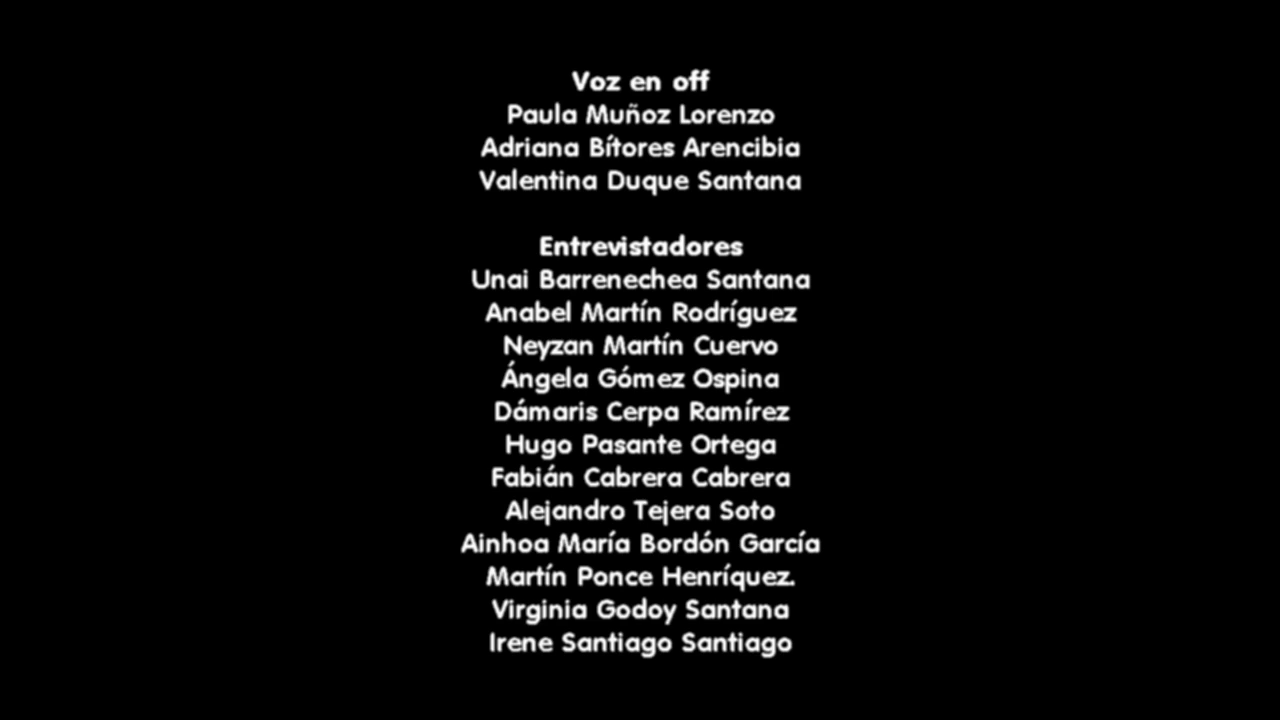 Voz en off
Paula Muñoz Lorenzo
Adriana Bítores Arencibia
Valentina Duque Santana
Entrevistadores
Unai Barrenechea Santana
Anabel Martín Rodríguez
Neyzan Martín Cuervo
Ángela Gómez Ospina
Dámaris Cerpa Ramírez
Hugo Pasante Ortega
Fabián Cabrera Cabrera
Alejandro Tejera Soto
Ainhoa María Bordón García
Martín Ponce Henríquez.
Virginia Godoy Santana
Irene Santiago Santiago